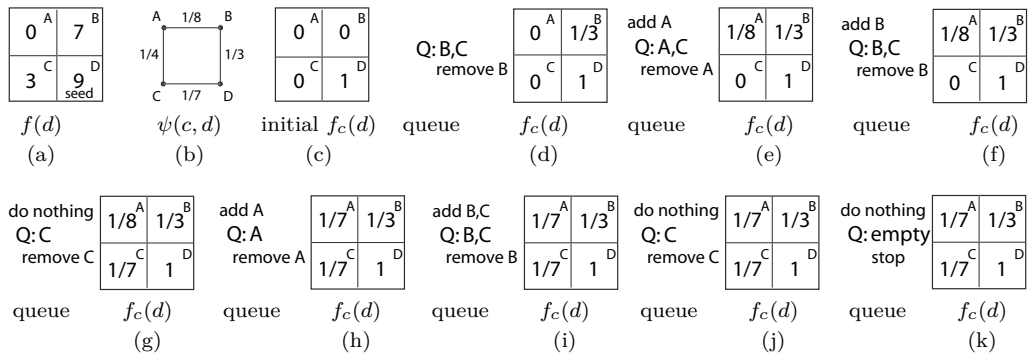 0 A 7 B
3 C 9 D
seed
f(d)
(a)
A 1/8 B
1/4 1/3
C 1/7 D
ψ(c, d)
(b)
0 A 0 B
0 C 1 D
initial f_c(d)
(c)
Q: B,C
remove B
queue
0 A 1/3 B
0 C 1 D
f_c(d)
(d)
add A
Q: A,C
remove A
queue
1/8 A 1/3 B
0 C 1 D
f_c(d)
(e)
add B
Q: B,C
remove B
queue
1/8 A 1/3 B
0 C 1 D
f_c(d)
(f)
do nothing
Q: C
remove C
queue
1/8 A 1/3 B
1/7 C 1 D
f_c(d)
(g)
add A
Q: A
remove A
queue
1/7 A 1/3 B
1/7 C 1 D
f_c(d)
(h)
add B,C
Q: B,C
remove B
queue
1/7 A 1/3 B
1/7 C 1 D
f_c(d)
(i)
do nothing
Q: C
remove C
queue
1/7 A 1/3 B
1/7 C 1 D
f_c(d)
(j)
do nothing
Q: empty
stop
queue
1/7 A 1/3 B
1/7 C 1 D
f_c(d)
(k)